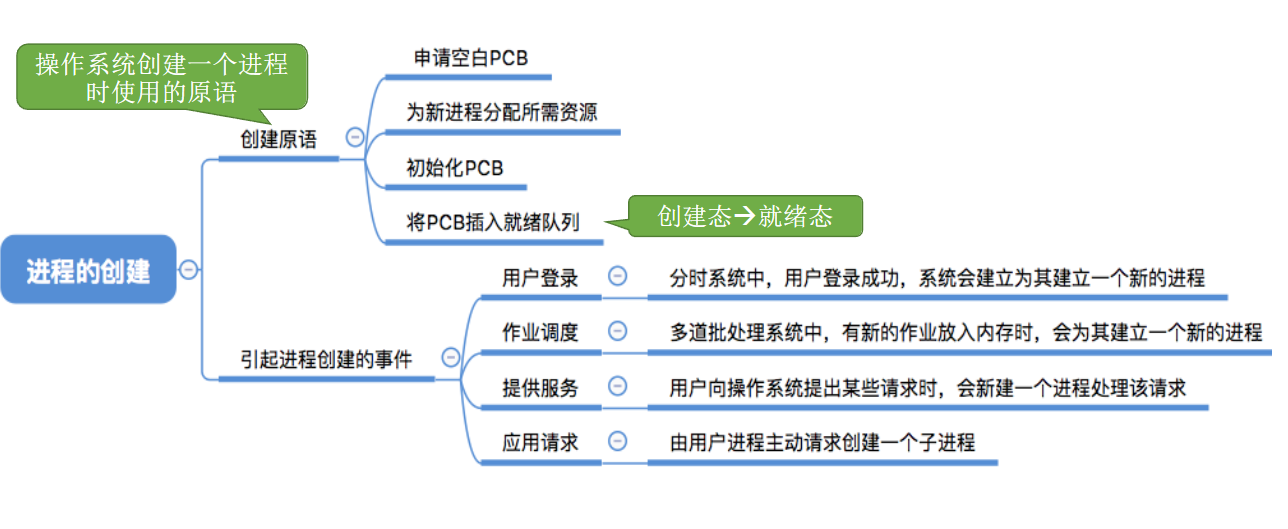 操作系统创建一个进程
时使用的原语
创建原语
申请空白PCB
为新进程分配所需资源
初始化PCB
将PCB插入就绪队列
创建态→就绪态
进程的创建
引起进程创建的事件
用户登录
分时系统中，用户登录成功，系统会建立为其建立一个新的进程
作业调度
多道批处理系统中，有新的作业放入内存时，会为其建立一个新的进程
提供服务
用户向操作系统提出某些请求时，会新建一个进程处理该请求
应用请求
由用户进程主动请求创建一个子进程